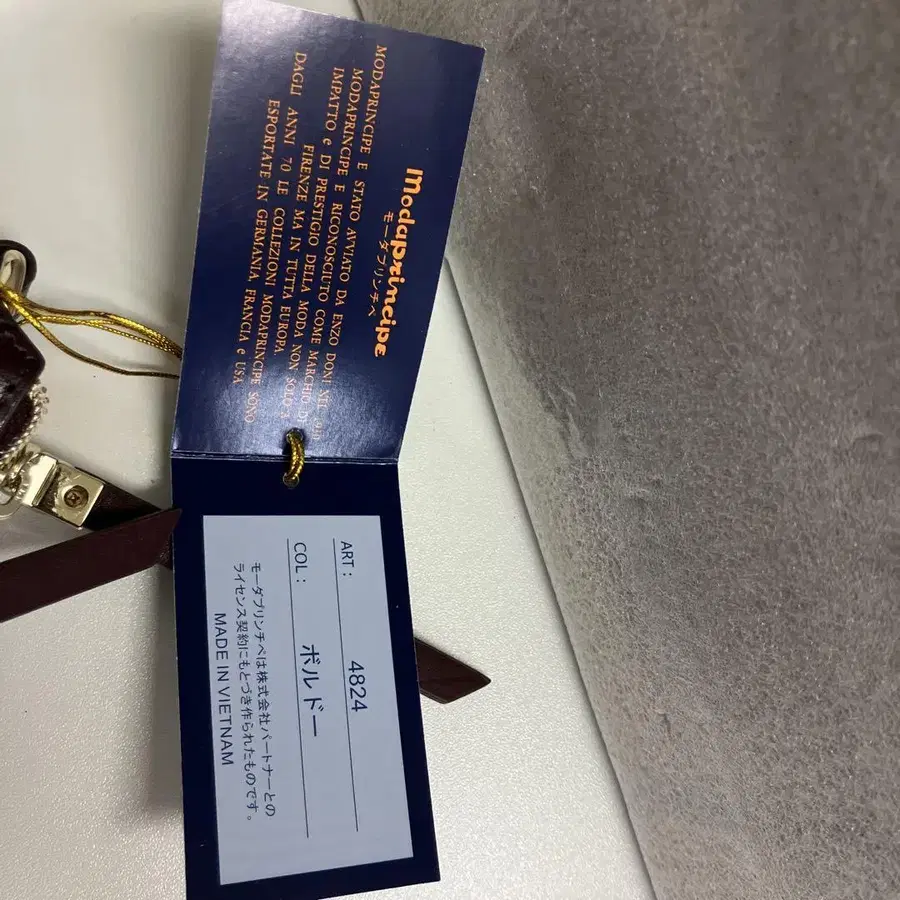 Modaprincipe
モーダプリンチペ
MODAPRINCIPE E STATO AVVIATO DA ENZO DONI NEL
MODAPRINCIPE E RICONOSCIUTO COME MARCHIO DI
IMPATTO e DI PRESTIGIO DELLA MODA NON SOLO A
FIRENZE MA IN TUTTA EUROPA
DAGLI ANNI 70 LE COLLEZIONI MODAPRINCIPE SONO
ESPORTATE IN GERMANIA FRANCIA e USA
ART: 4824
COL: ボルドー
モーダプリンチペは株式会社パートナーとの
ライセンス契約にもとづき作られたものです。
MADE IN VIETNAM